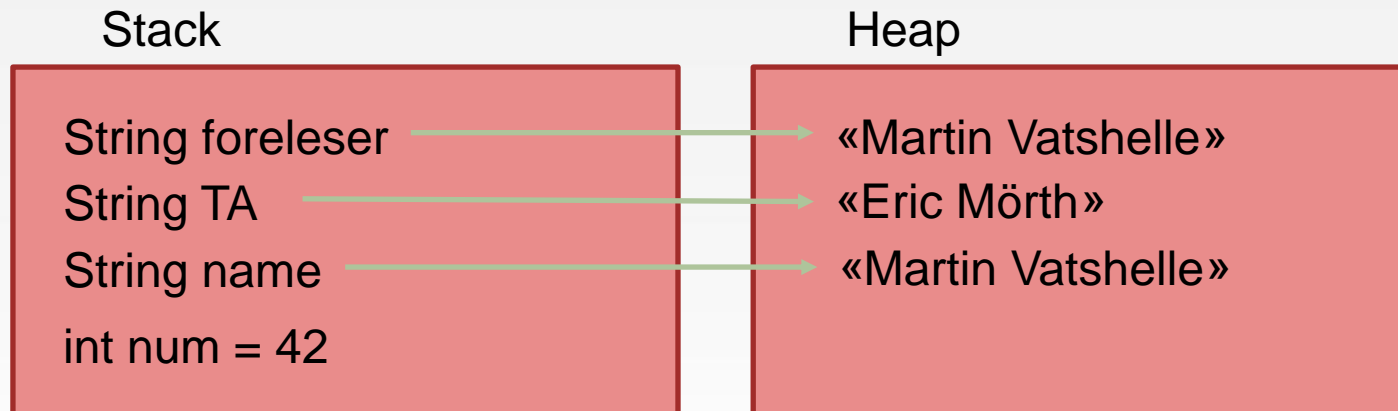 Stack
String foreleser
String TA
String name
int num = 42
Heap
«Martin Vatshelle»
«Eric Mörth»
«Martin Vatshelle»